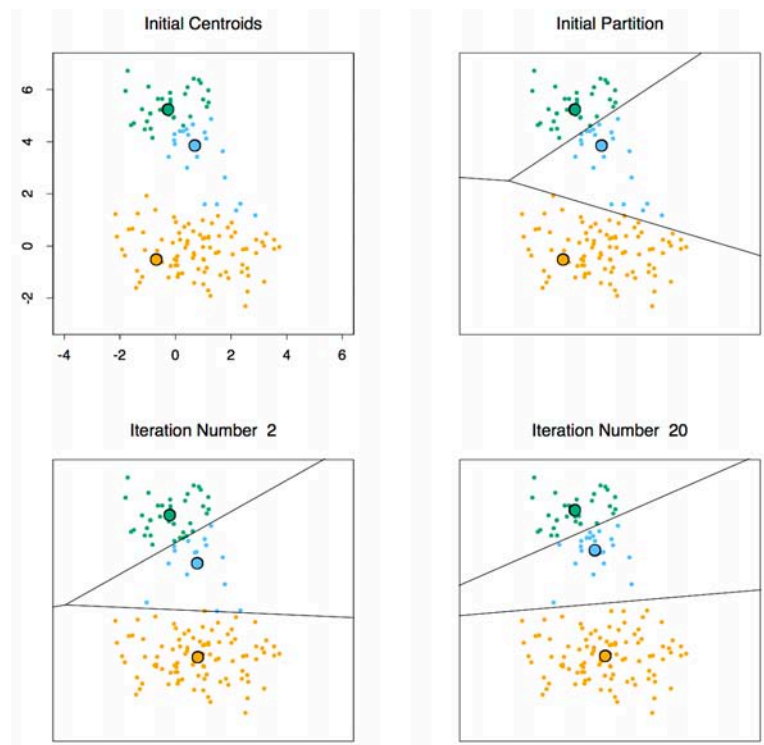 Initial Centroids
Initial Partition
6
4
2
0
-2
-4 -2 0 2 4 6
Iteration Number 2
Iteration Number 20